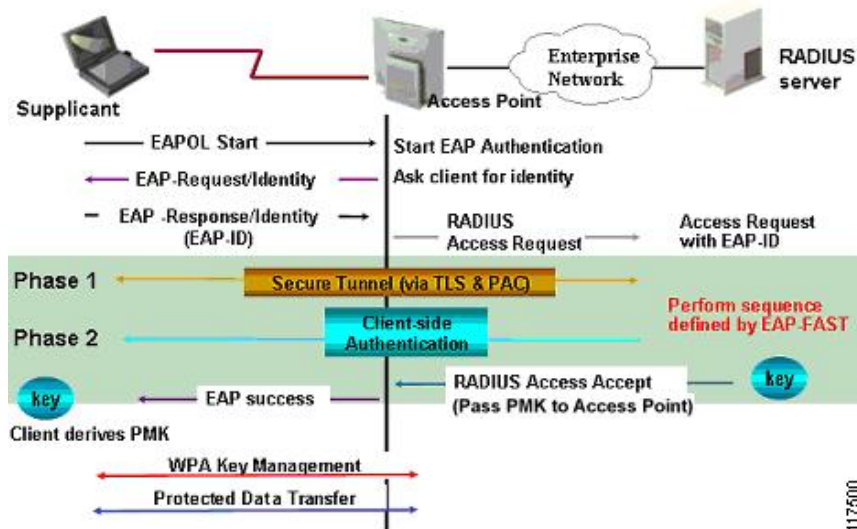 Enterprise
Network
RADIUS
server
Supplicant
Access Point
EAPOL Start
Start EAP Authentication
EAP-Request/Identity
Ask client for identity
EAP -Response/Identity
(EAP-ID)
RADIUS
Access Request
Access Request
with EAP-ID
Phase 1
Secure Tunnel (via TLS & PAC)
Perform sequence
defined by EAP-FAST
Phase 2
Client-side
Authentication
key
EAP success
RADIUS Access Accept
(Pass PMK to Access Point)
key
Client derives PMK
WPA Key Management
Protected Data Transfer
117500